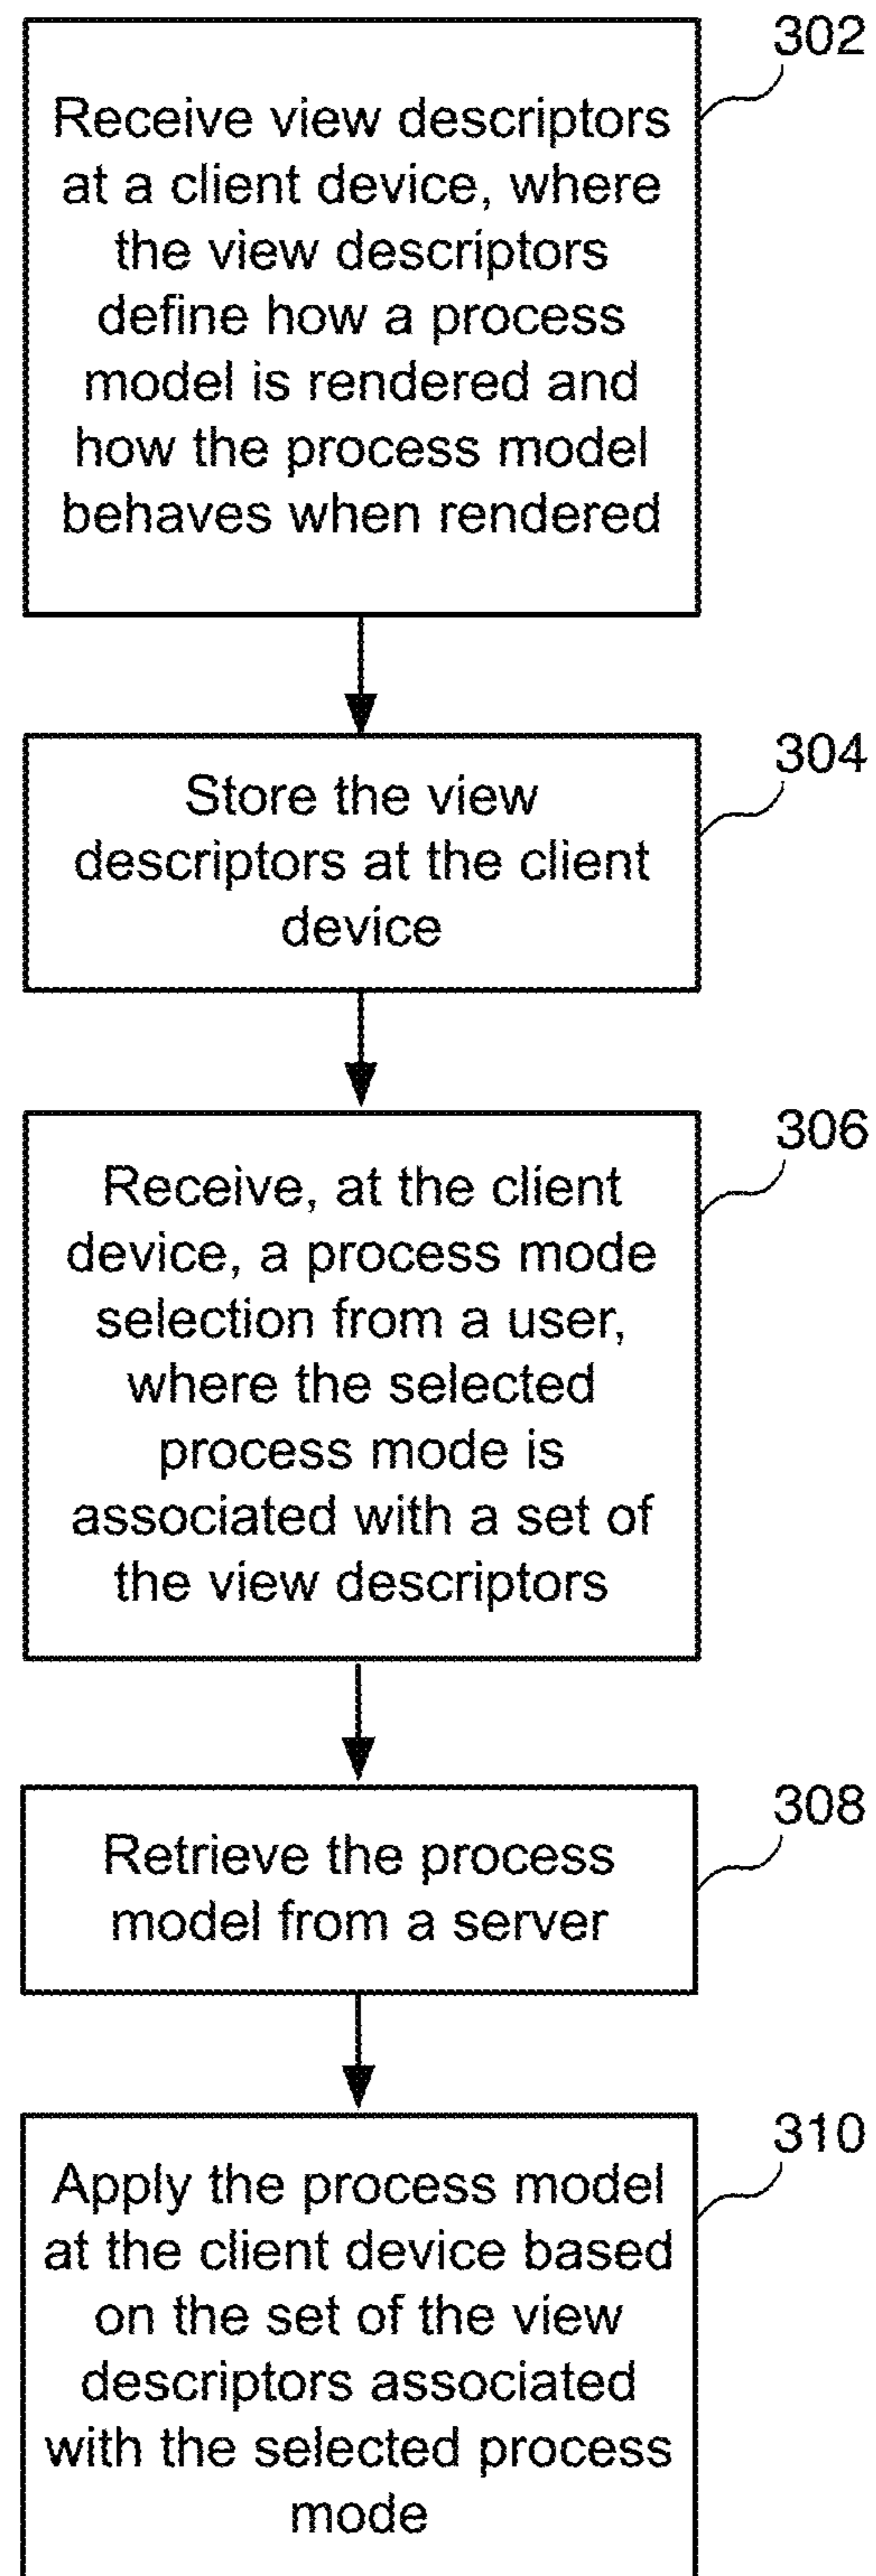 302
Receive view descriptors
at a client device, where
the view descriptors
define how a process
model is rendered and
how the process model
behaves when rendered
304
Store the view
descriptors at the client
device
306
Receive, at the client
device, a process mode
selection from a user,
where the selected
process mode is
associated with a set of
the view descriptors
308
Retrieve the process
model from a server
310
Apply the process model
at the client device based
on the set of the view
descriptors associated
with the selected process
mode